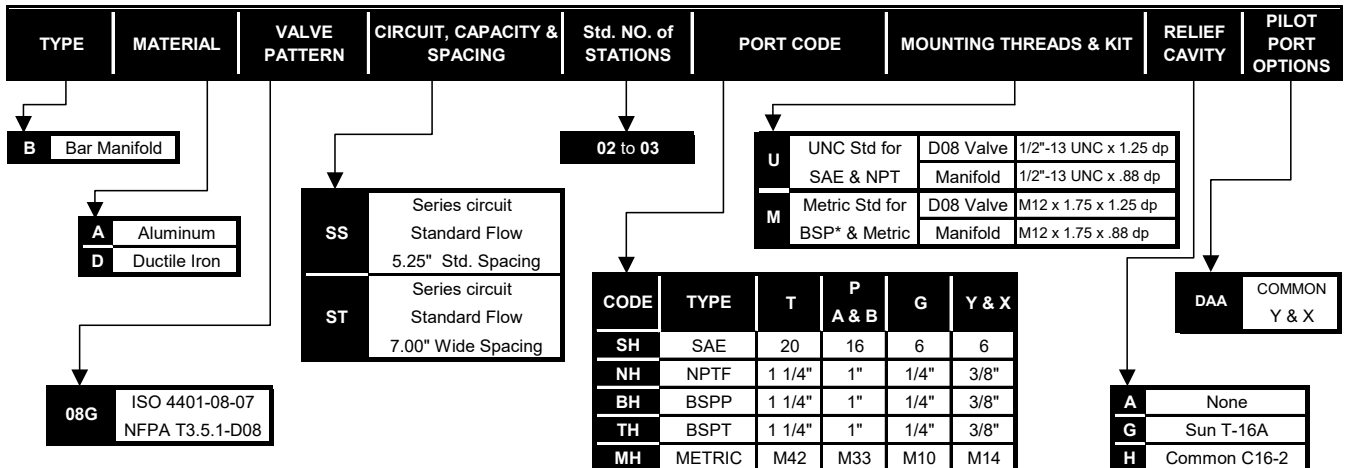 TYPE
MATERIAL
VALVE
PATTERN
CIRCUIT, CAPACITY &
SPACING
Std. NO. of
STATIONS
PORT CODE
MOUNTING THREADS & KIT
RELIEF
CAVITY
PILOT
PORT
OPTIONS
B Bar Manifold
A Aluminum
D Ductile Iron
08G
ISO 4401-08-07
NFPA T3.5.1-D08
SS
Series circuit
Standard Flow
5.25" Std. Spacing
ST
Series circuit
Standard Flow
7.00" Wide Spacing
02 to 03
U
UNC Std for
SAE & NPT
D08 Valve 1/2"-13 UNC x 1.25 dp
Manifold 1/2"-13 UNC x .88 dp
M
Metric Std for
BSP* & Metric
D08 Valve M12 x 1.75 x 1.25 dp
Manifold M12 x 1.75 x .88 dp
CODE TYPE T P A & B G Y & X
SH SAE 20 16 6 6
NH NPTF 1 1/4" 1" 1/4" 3/8"
BH BSPP 1 1/4" 1" 1/4" 3/8"
TH BSPT 1 1/4" 1" 1/4" 3/8"
MH METRIC M42 M33 M10 M14
A None
G Sun T-16A
H Common C16-2
DAA
COMMON
Y & X